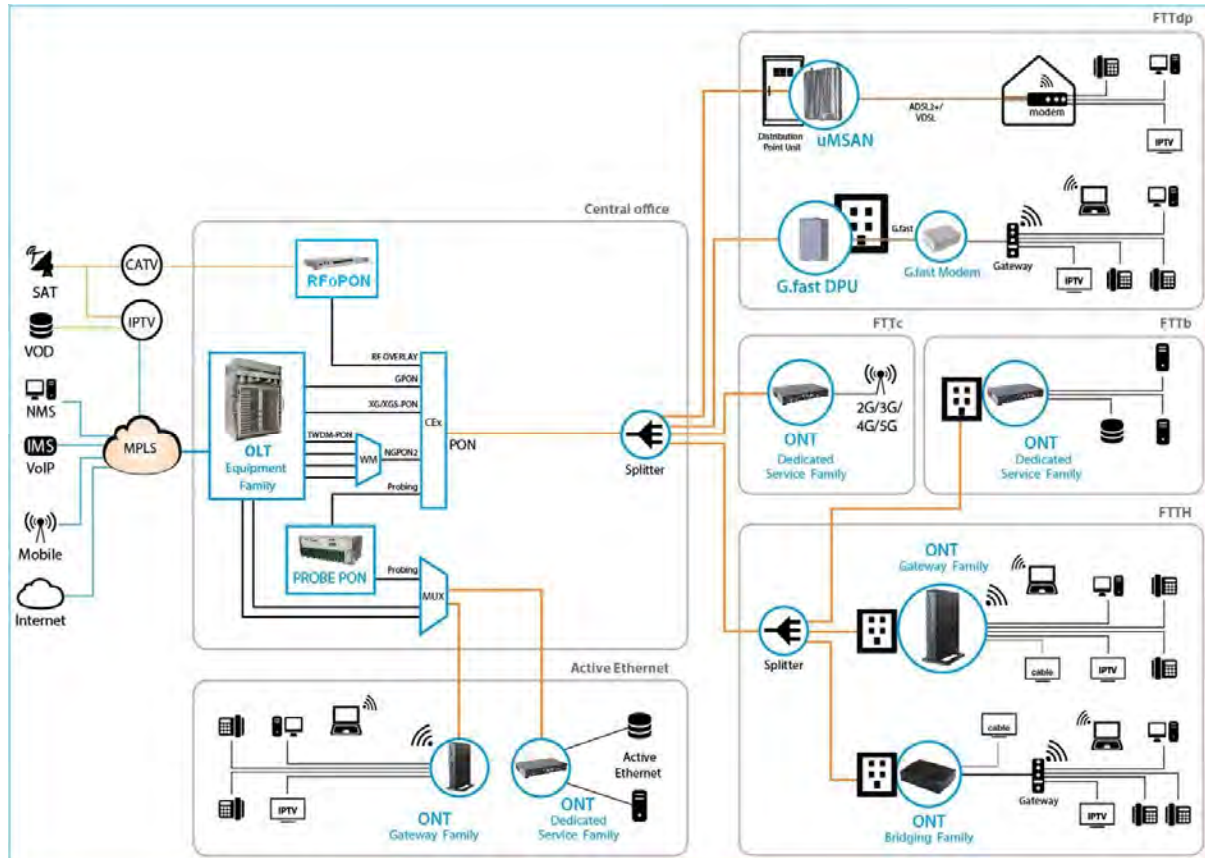 FTTdp
Distribution
Point Unit
uMSAN
ADSL2+/
VDSL
modem
IPTV
G.fast DPU
G.fast
G.fast Modem
Gateway
IPTV
Central office
SAT
CATV
IPTV
VOD
NMS
IMS
VoIP
MPLS
Mobile
Internet
RFoPON
OLT
Equipment
Family
RF OVERLAY
GPON
XG/XGS-PON
TWDM-PON
WM
NGPON2
Probing
CEx
PON
PROBE PON
Probing
MUX
Splitter
FTTc
ONT
Dedicated
Service Family
2G/3G/
4G/5G
FTTb
ONT
Dedicated
Service Family
FTTH
ONT
Gateway Family
Splitter
cable
IPTV
cable
ONT
Bridging Family
Gateway
IPTV
Active Ethernet
IPTV
ONT
Gateway Family
ONT
Dedicated
Service Family
Active
Ethernet